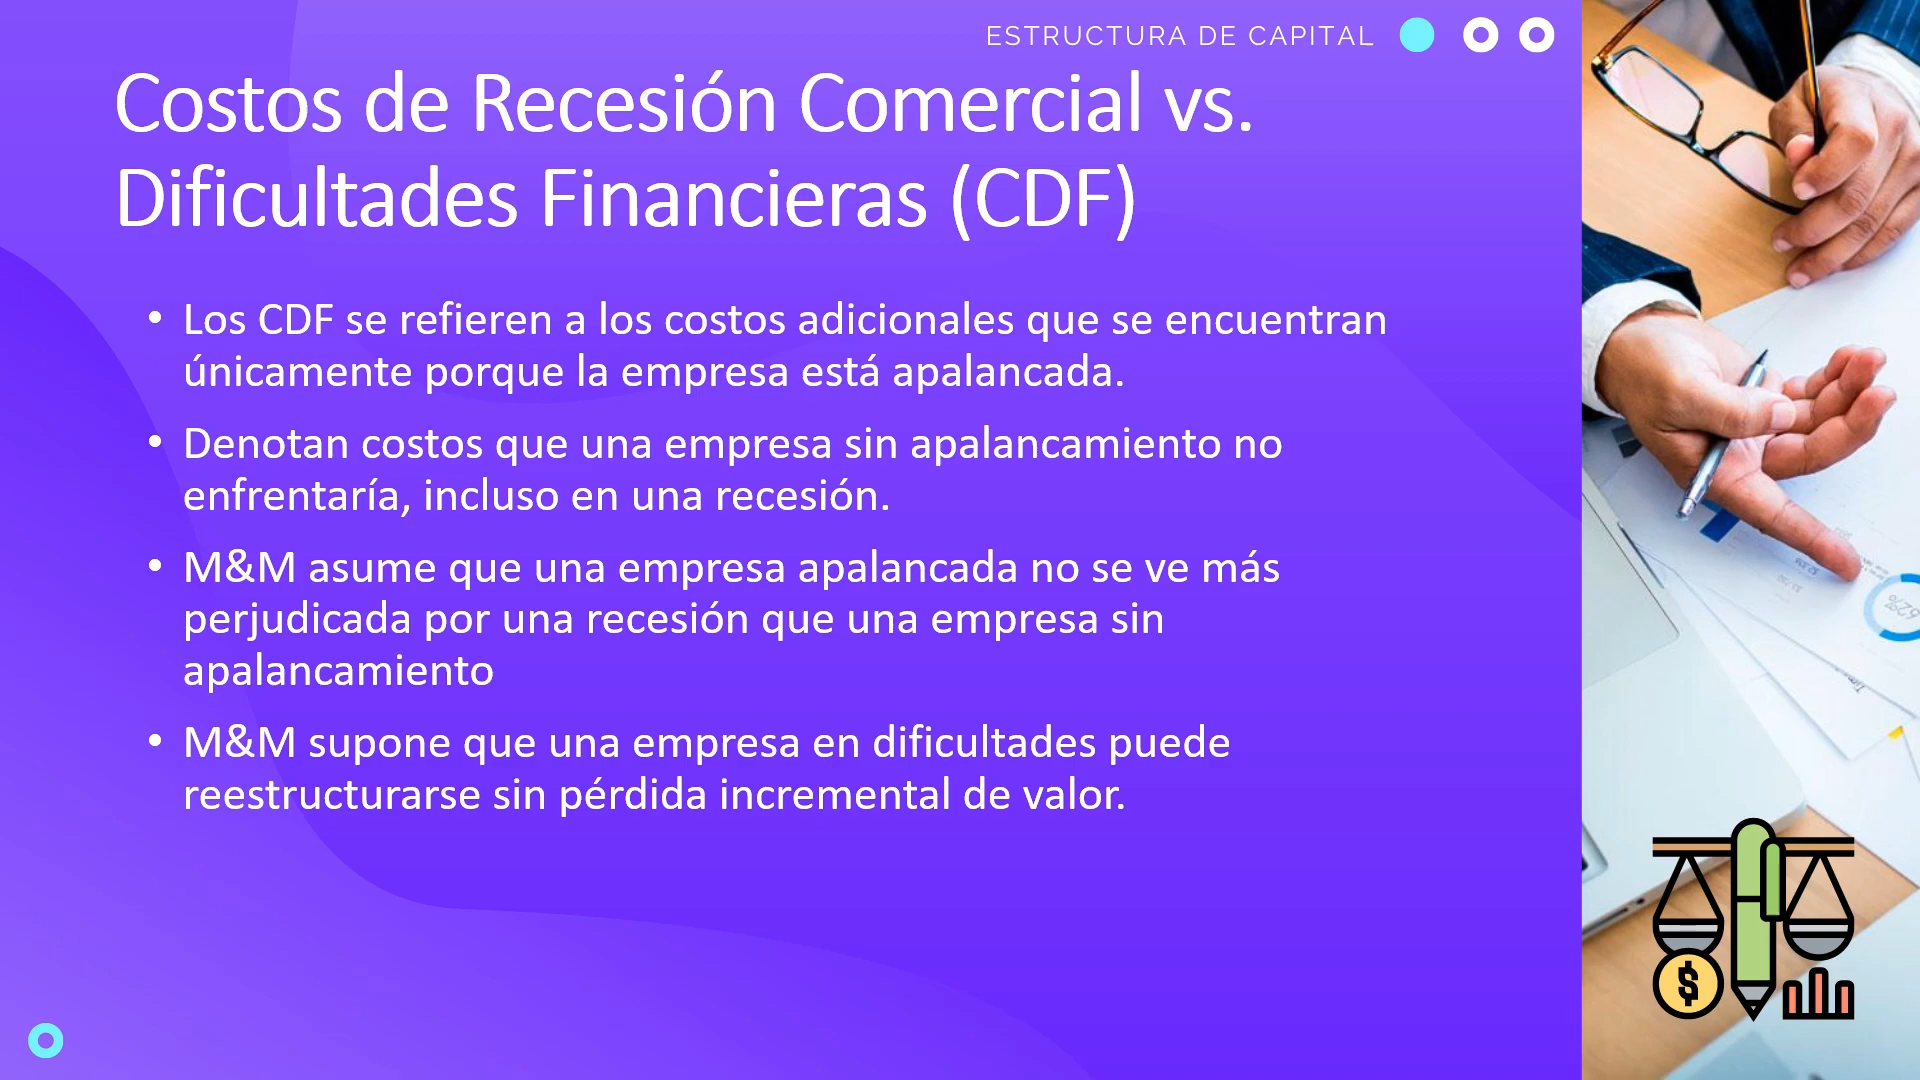 ESTRUCTURA DE CAPITAL
Costos de Recesión Comercial vs.
Dificultades Financieras (CDF)
• Los CDF se refieren a los costos adicionales que se encuentran
únicamente porque la empresa está apalancada.
• Denotan costos que una empresa sin apalancamiento no
enfrentaría, incluso en una recesión.
• M&M asume que una empresa apalancada no se ve más
perjudicada por una recesión que una empresa sin
apalancamiento
• M&M supone que una empresa en dificultades puede
reestructurarse sin pérdida incremental de valor.
62%
$